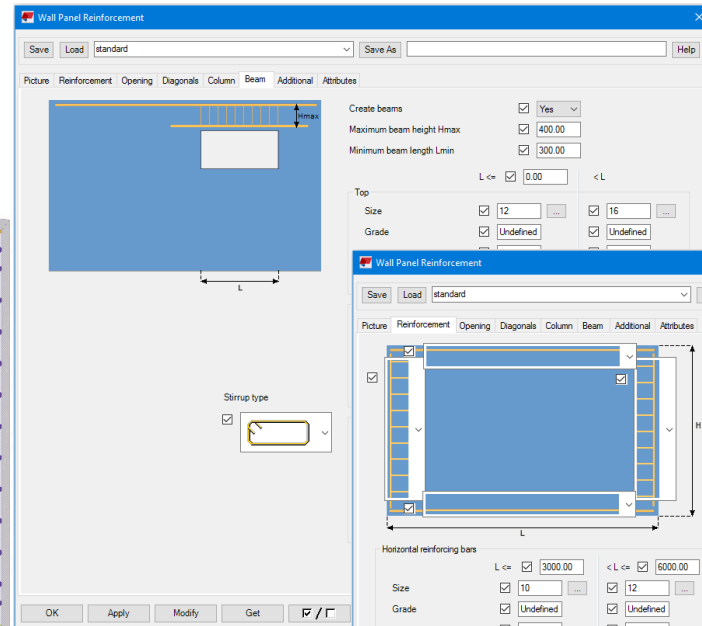 Wall Panel Reinforcement
Save Load standard Save As Help
Picture Reinforcement Opening Diagonals Column Beam Additional Attributes
Hmax
L
Create beams Yes
Maximum beam height Hmax 400.00
Minimum beam length Lmin 300.00
L <= 0.00 < L
Top
Size 12 ... 16 ...
Grade Undefined Undefined
Stirrup type
OK Apply Modify Get /
Wall Panel Reinforcement
Save Load standard
Picture Reinforcement Opening Diagonals Column Beam Additional Attributes
H
L
Horizontal reinforcing bars
L <= 3000.00 < L <= 6000.00
Size 10 ... 12 ...
Grade Undefined Undefined